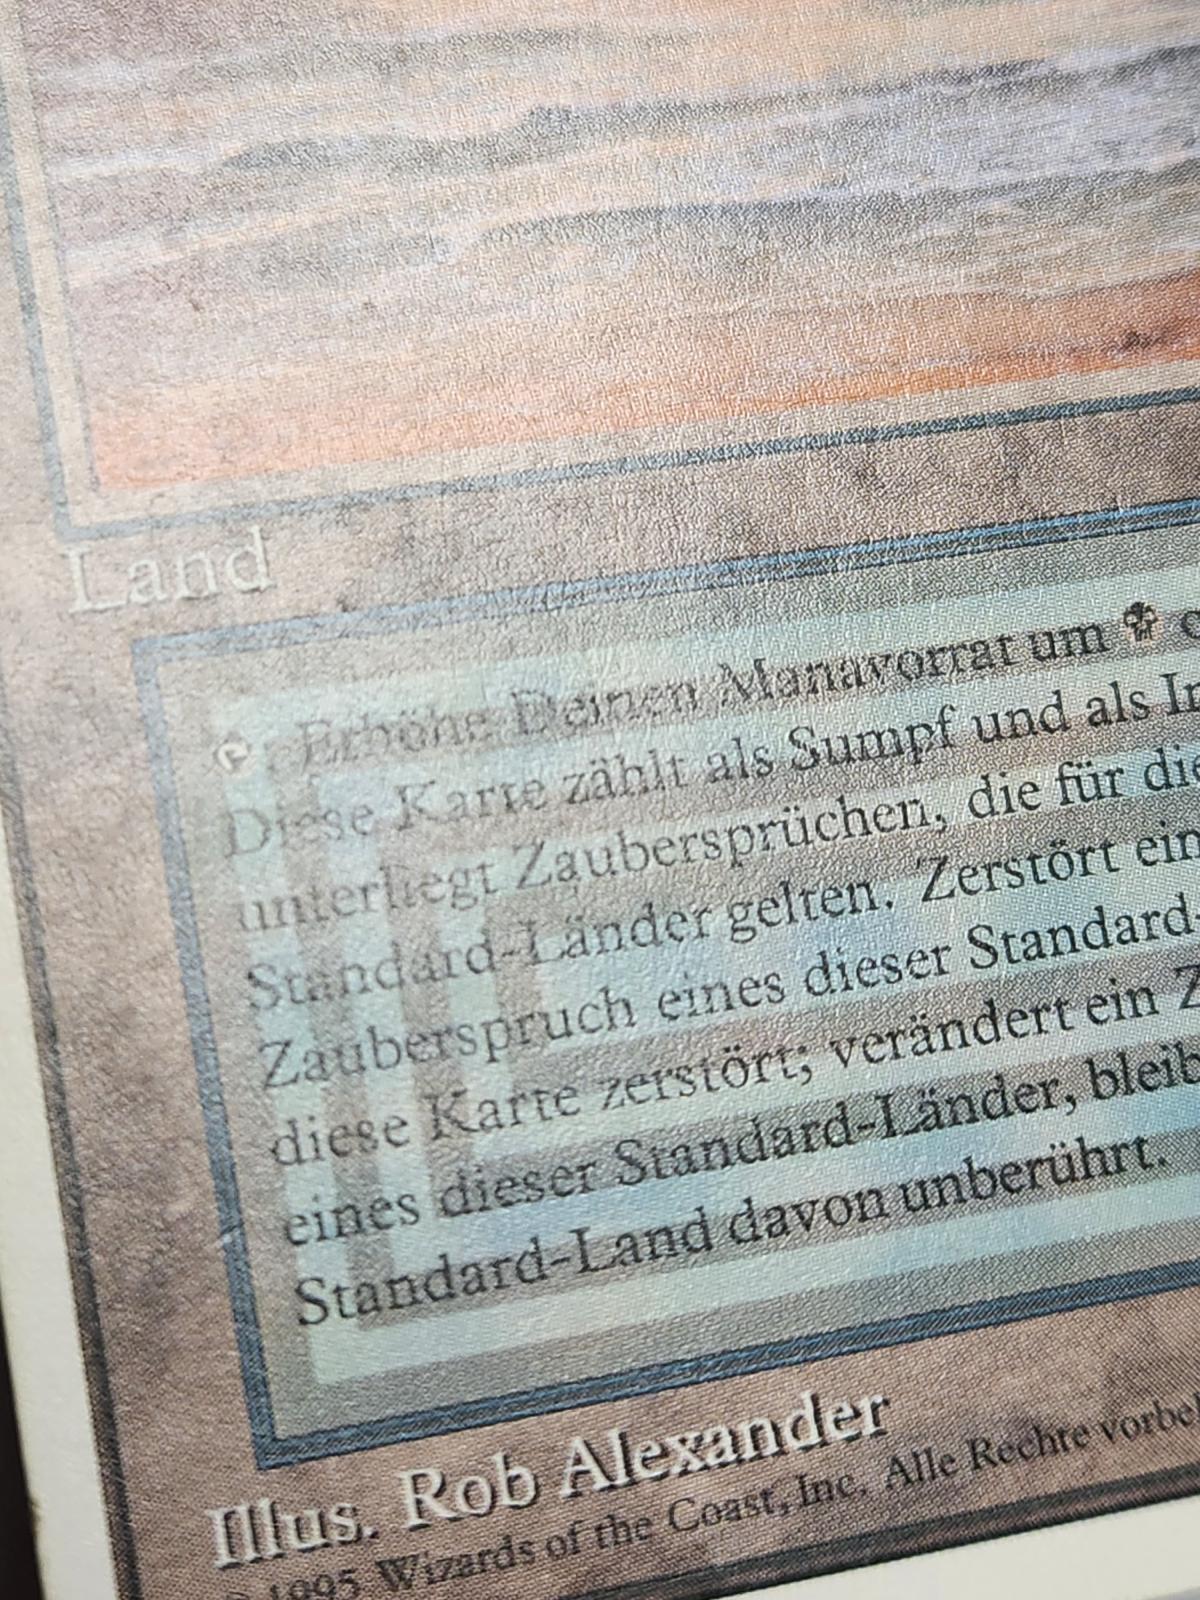 Land
: Erhöhe Deinen Manavorrat um
Diese Karte zählt als Sumpf und als
unterliegt Zaubersprüchen, die für die
Standard-Länder gelten. Zerstört ein
Zauberspruch eines dieser Standard
diese Karte zerstört; verändert ein Z
eines dieser Standard-Länder, bleib
Standard-Land davon unberührt.
Illus. Rob Alexander
© 1995 Wizards of the Coast, Inc. Alle Rechte vorbe